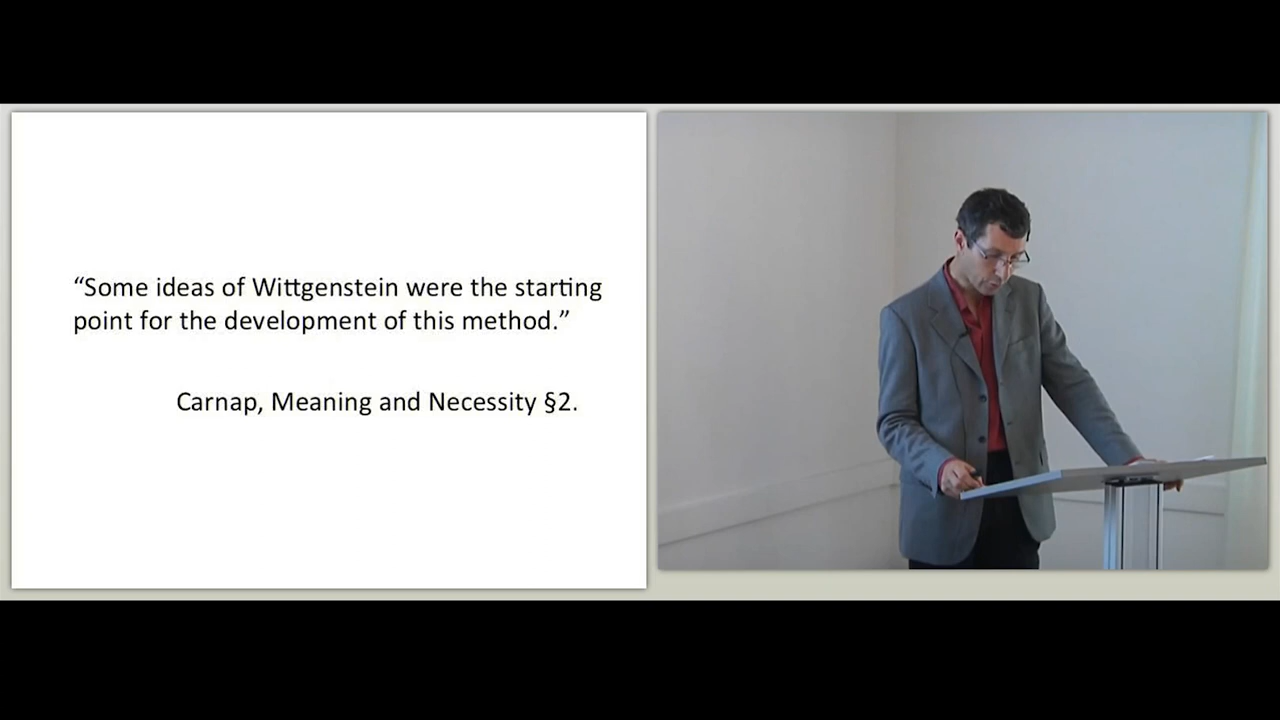 “Some ideas of Wittgenstein were the starting
point for the development of this method.”
Carnap, Meaning and Necessity §2.